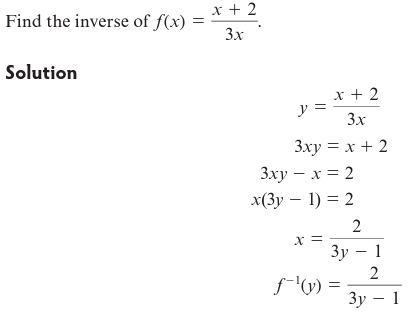 Find the inverse of f(x) = \frac{x + 2}{3x}.
Solution
y = \frac{x + 2}{3x}
3xy = x + 2
3xy − x = 2
x(3y − 1) = 2
x = \frac{2}{3y − 1}
f^{−1}(y) = \frac{2}{3y − 1}